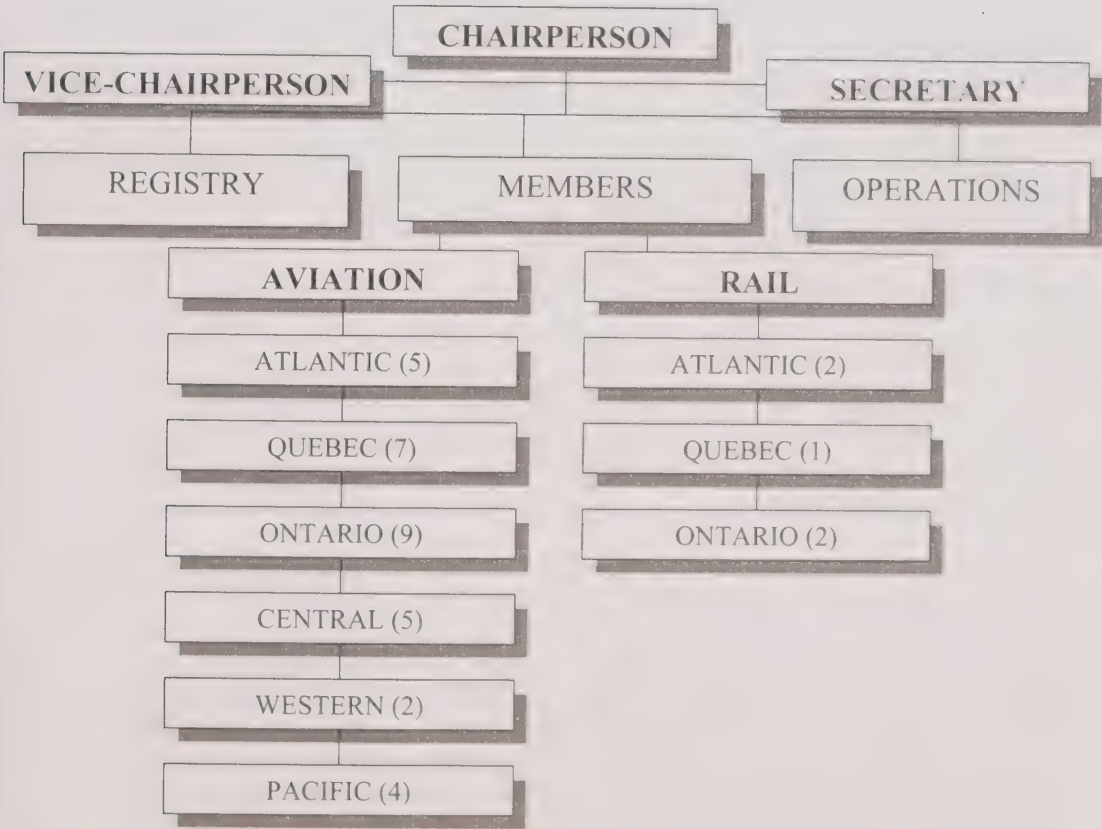 CHAIRPERSON
VICE-CHAIRPERSON
SECRETARY
REGISTRY
MEMBERS
OPERATIONS
AVIATION
RAIL
ATLANTIC (5)
ATLANTIC (2)
QUEBEC (7)
QUEBEC (1)
ONTARIO (9)
ONTARIO (2)
CENTRAL (5)
WESTERN (2)
PACIFIC (4)